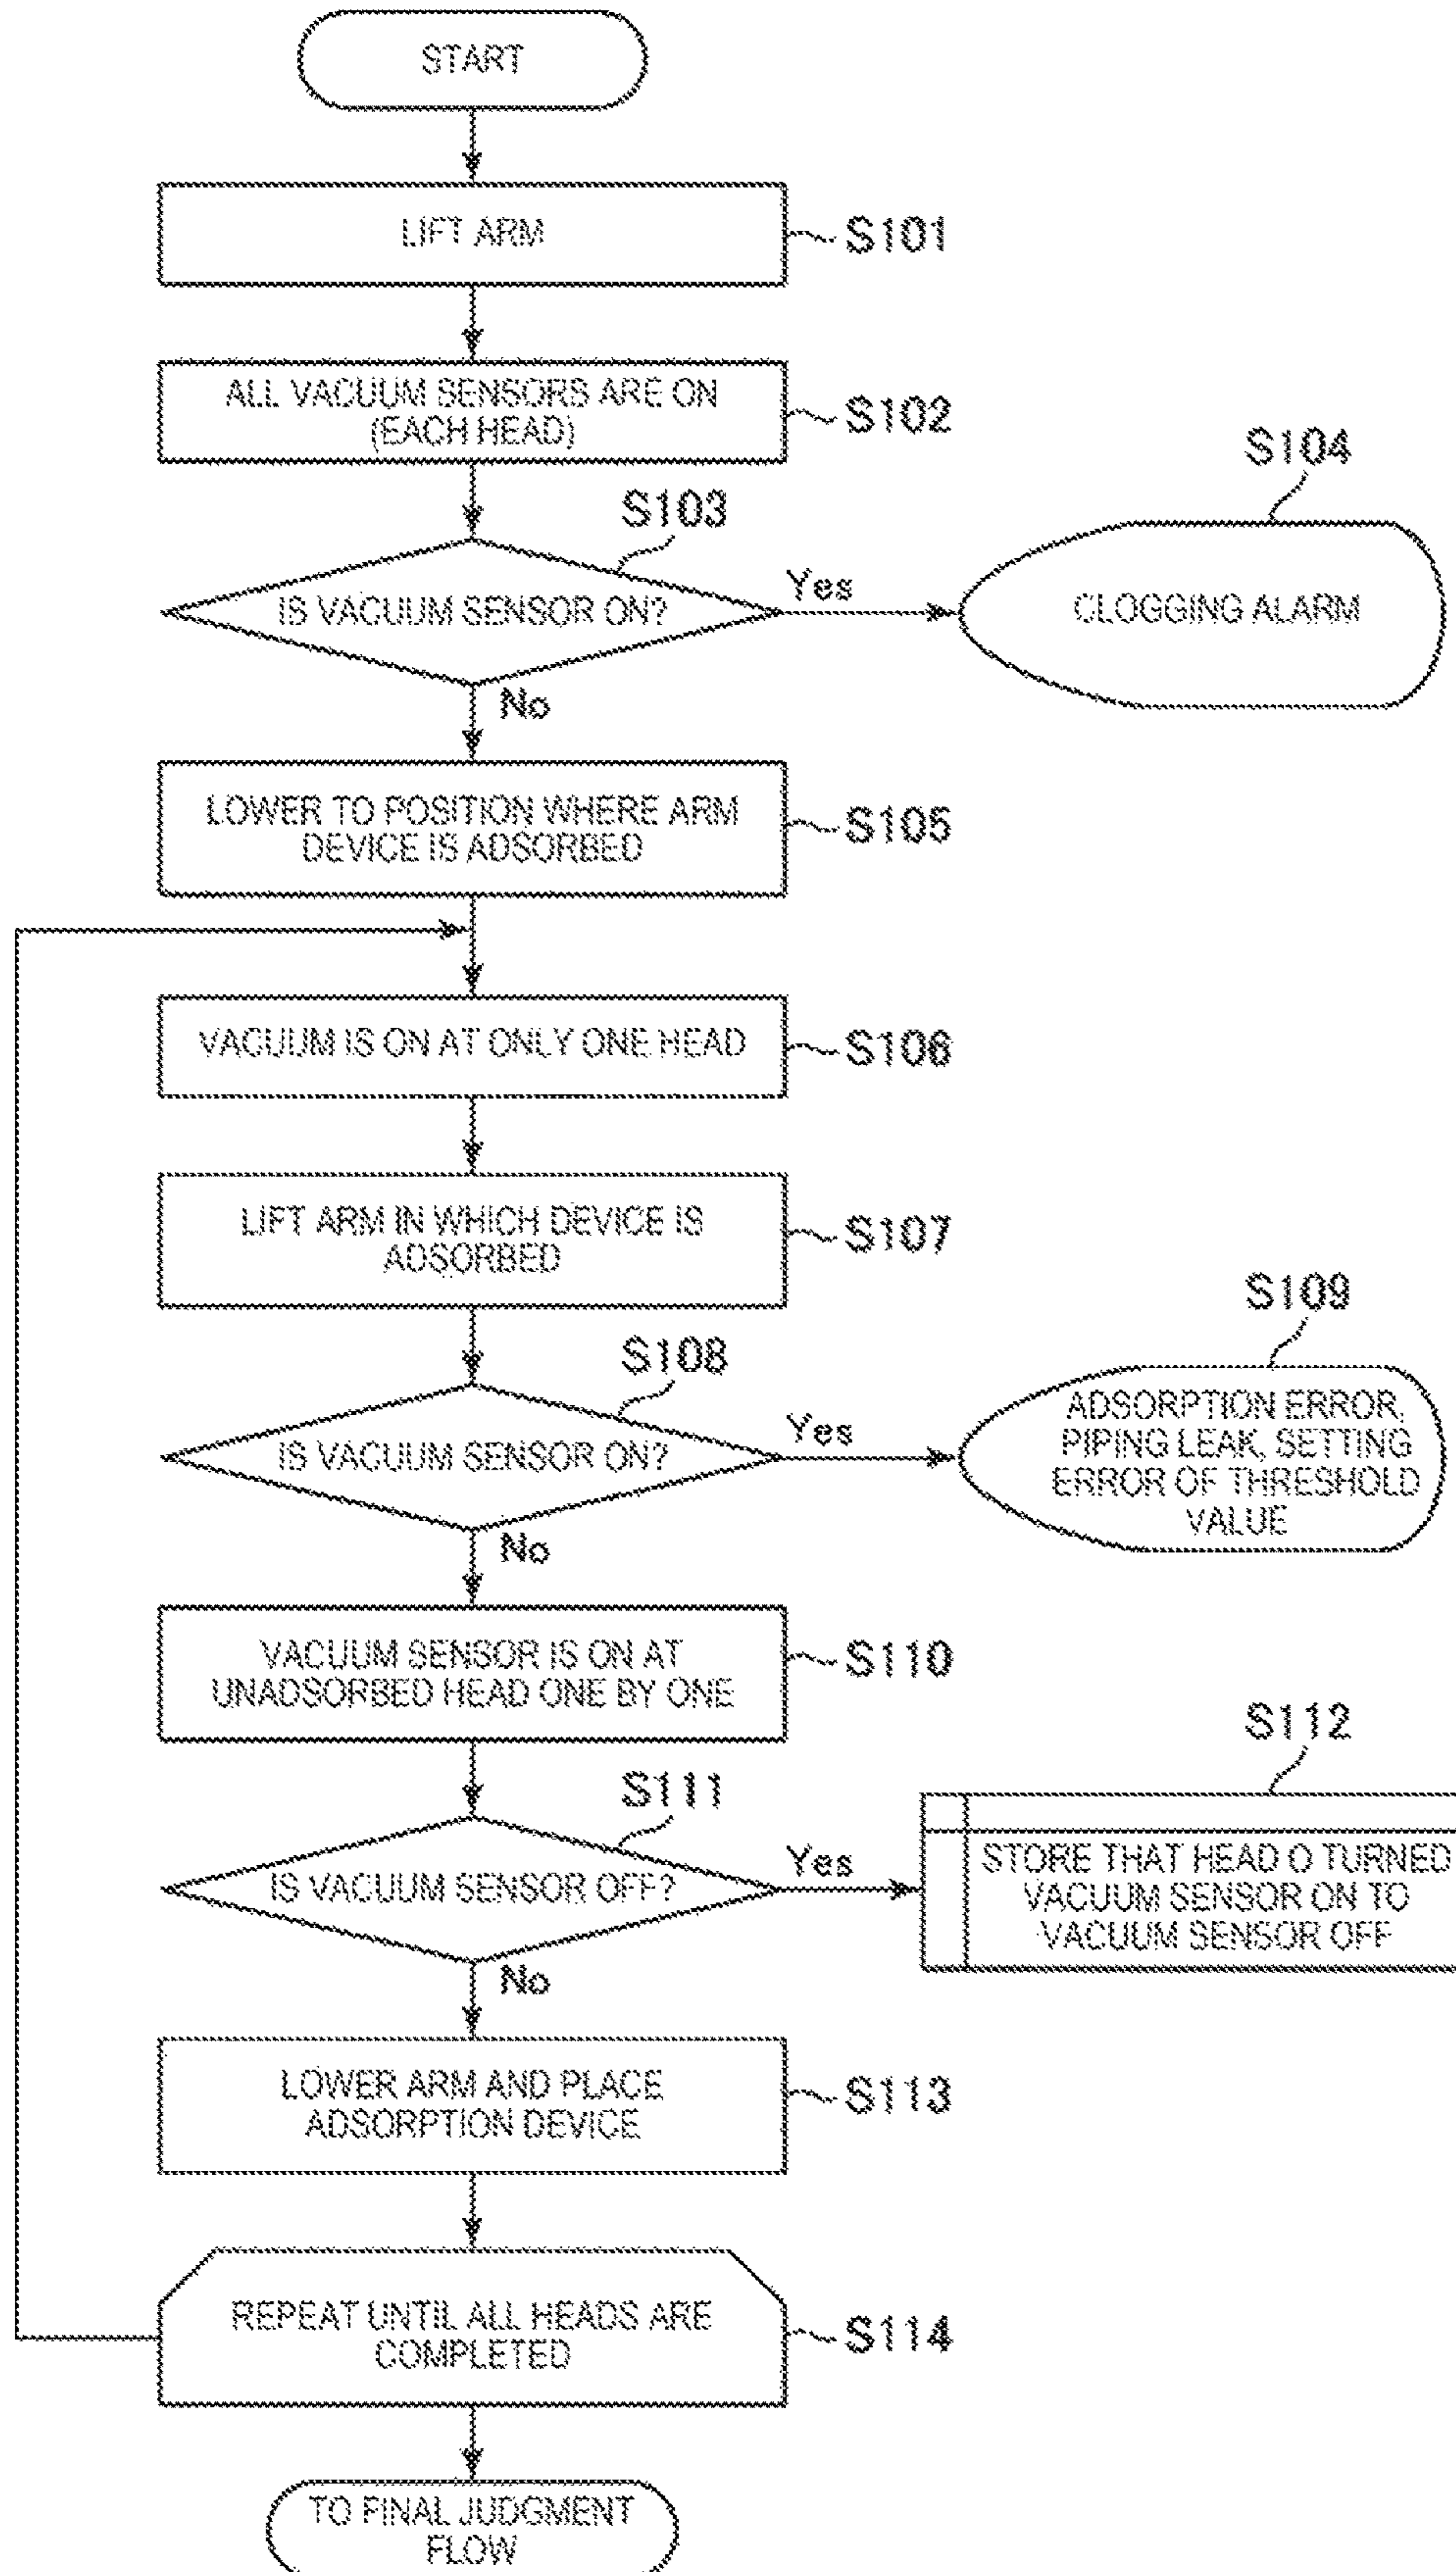 START
LIFT ARM
S101
ALL VACUUM SENSORS ARE ON
(EACH HEAD)
S102
S103
IS VACUUM SENSOR ON?
Yes
No
S104
CLOGGING ALARM
LOWER TO POSITION WHERE ARM
DEVICE IS ADSORBED
S105
VACUUM IS ON AT ONLY ONE HEAD
S106
LIFT ARM IN WHICH DEVICE IS
ADSORBED
S107
S108
IS VACUUM SENSOR ON?
Yes
No
S109
ADSORPTION ERROR,
PIPING LEAK, SETTING
ERROR OF THRESHOLD
VALUE
VACUUM SENSOR IS ON AT
UNADSORBED HEAD ONE BY ONE
S110
S111
IS VACUUM SENSOR OFF?
Yes
No
S112
STORE THAT HEAD O TURNED
VACUUM SENSOR ON TO
VACUUM SENSOR OFF
LOWER ARM AND PLACE
ADSORPTION DEVICE
S113
REPEAT UNTIL ALL HEADS ARE
COMPLETED
S114
TO FINAL JUDGMENT
FLOW